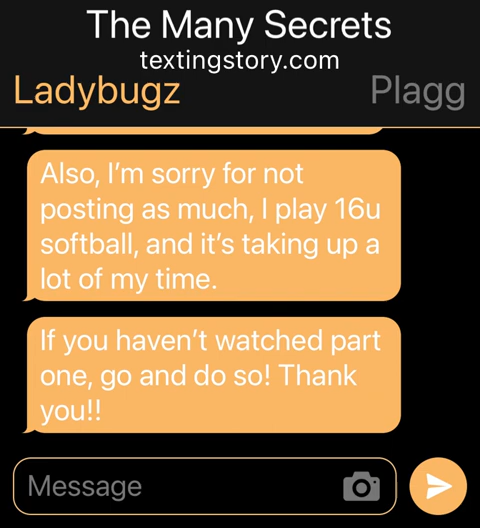 The Many Secrets
textingstory.com
Ladybugz Plagg
Also, I’m sorry for not
posting as much, I play 16u
softball, and it’s taking up a
lot of my time.
If you haven’t watched part
one, go and do so! Thank
you!!
Message